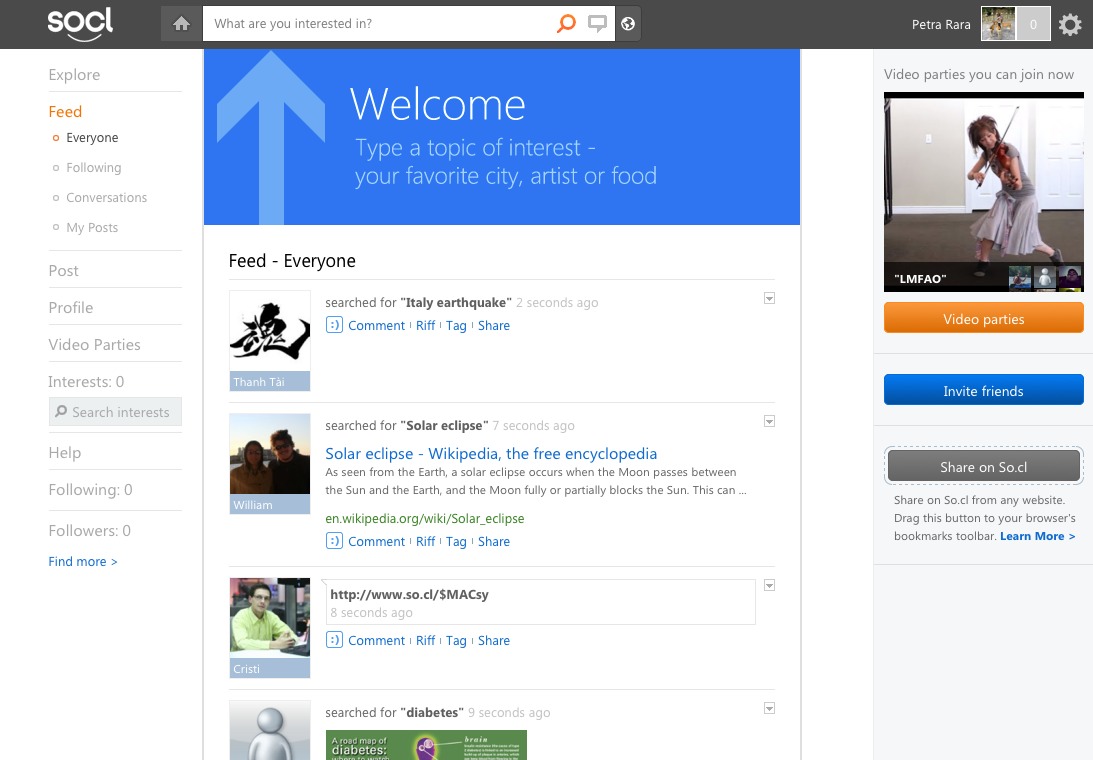 socl
What are you interested in?
Petra Rara
0
Explore
Feed
Everyone
Following
Conversations
My Posts
Post
Profile
Video Parties
Interests: 0
Search interests
Help
Following: 0
Followers: 0
Find more >
Welcome
Type a topic of interest -
your favorite city, artist or food
Feed - Everyone
Thanh Tài
searched for "Italy earthquake" 2 seconds ago
:) Comment Riff Tag Share
William
searched for "Solar eclipse" 7 seconds ago
Solar eclipse - Wikipedia, the free encyclopedia
As seen from the Earth, a solar eclipse occurs when the Moon passes between
the Sun and the Earth, and the Moon fully or partially blocks the Sun. This can ...
en.wikipedia.org/wiki/Solar_eclipse
:) Comment Riff Tag Share
Cristi
http://www.so.cl/$MACsy
8 seconds ago
:) Comment Riff Tag Share
searched for "diabetes" 9 seconds ago
A road map of
diabetes:
where to watch
brain
Video parties you can join now
"LMFAO"
Video parties
Invite friends
Share on So.cl
Share on So.cl from any website.
Drag this button to your browser's
bookmarks toolbar. Learn More >